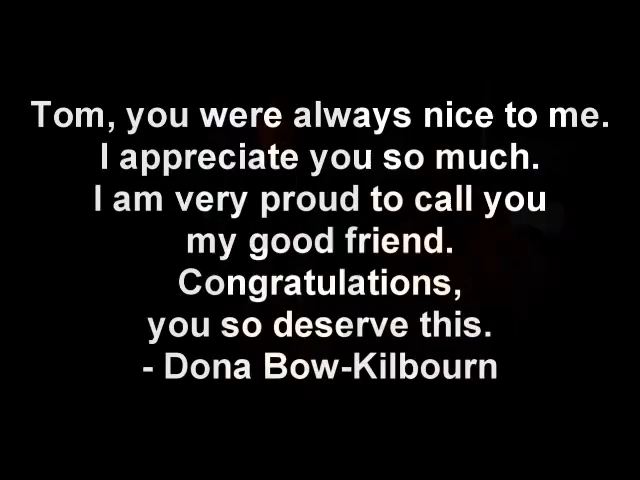 Tom, you were always nice to me.
I appreciate you so much.
I am very proud to call you
my good friend.
Congratulations,
you so deserve this.
- Dona Bow-Kilbourn